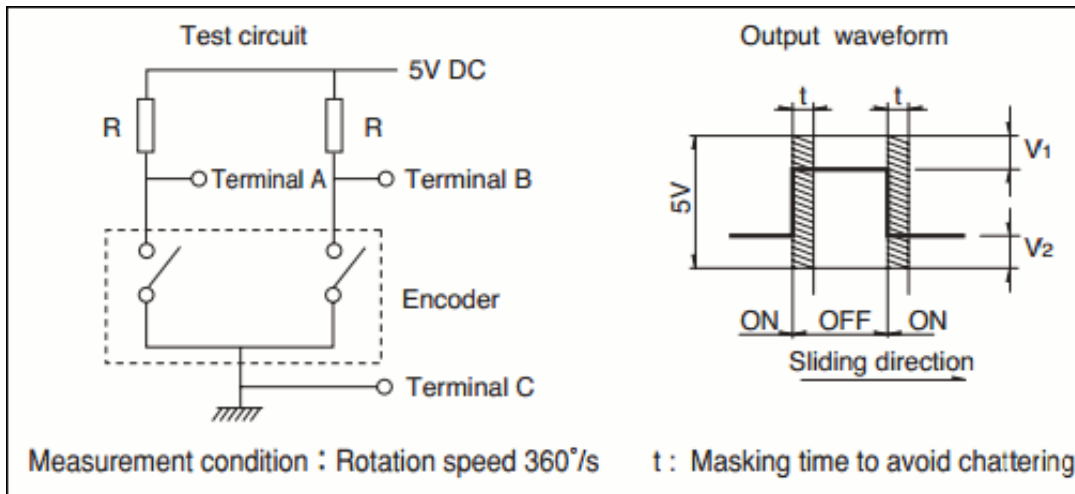 Test circuit
5V DC
R
R
Terminal A
Terminal B
Encoder
Terminal C
Output waveform
t
t
V1
5V
V2
ON
OFF
ON
Sliding direction
Measurement condition : Rotation speed 360°/s
t : Masking time to avoid chattering